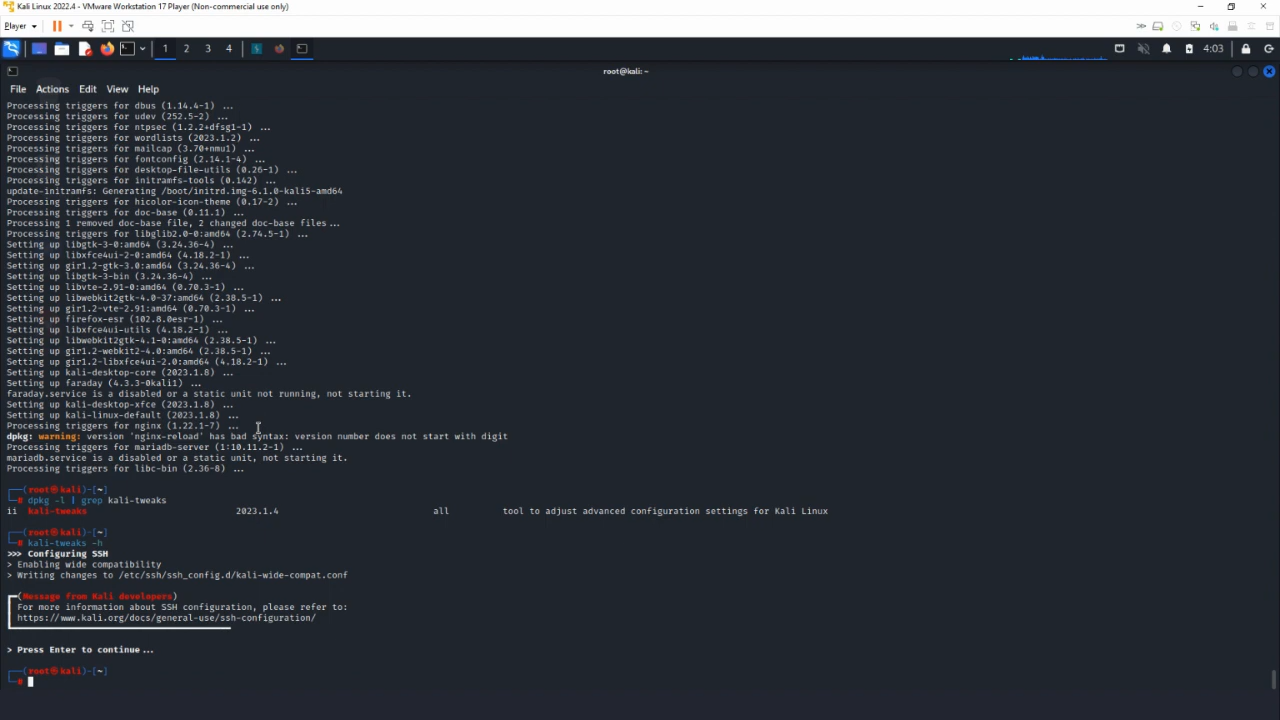 Kali Linux 2022.4 - VMware Workstation 17 Player (Non-commercial use only)
Player
1 2 3 4
4:03
root@kali: ~
File Actions Edit View Help
Processing triggers for dbus (1.14.4-1) ...
Processing triggers for udev (252.5-2) ...
Processing triggers for ntpsec (1.2.2+dfsg1-1) ...
Processing triggers for wordlists (2023.1.2) ...
Processing triggers for mailcap (3.70+nmu1) ...
Processing triggers for fontconfig (2.14.1-4) ...
Processing triggers for desktop-file-utils (0.26-1) ...
Processing triggers for initramfs-tools (0.142) ...
update-initramfs: Generating /boot/initrd.img-6.1.0-kali5-amd64
Processing triggers for hicolor-icon-theme (0.17-2) ...
Processing triggers for doc-base (0.11.1) ...
Processing 1 removed doc-base file, 2 changed doc-base files...
Processing triggers for libglib2.0-0:amd64 (2.74.5-1) ...
Setting up libgtk-3-0:amd64 (3.24.36-4) ...
Setting up libxfce4ui-2-0:amd64 (4.18.2-1) ...
Setting up gir1.2-gtk-3.0:amd64 (3.24.36-4) ...
Setting up libgtk-3-bin (3.24.36-4) ...
Setting up libvte-2.91-0:amd64 (0.70.3-1) ...
Setting up libwebkit2gtk-4.0-37:amd64 (2.38.5-1) ...
Setting up gir1.2-vte-2.91:amd64 (0.70.3-1) ...
Setting up firefox-esr (102.8.0esr-1) ...
Setting up libxfce4ui-utils (4.18.2-1) ...
Setting up libwebkit2gtk-4.1-0:amd64 (2.38.5-1) ...
Setting up gir1.2-webkit2-4.0:amd64 (2.38.5-1) ...
Setting up gir1.2-libxfce4ui-2.0:amd64 (4.18.2-1) ...
Setting up kali-desktop-core (2023.1.8) ...
Setting up faraday (4.3.3-0kali1) ...
faraday.service is a disabled or a static unit not running, not starting it.
Setting up kali-desktop-xfce (2023.1.8) ...
Setting up kali-linux-default (2023.1.8) ...
Processing triggers for nginx (1.22.1-7) ...
dpkg: warning: version 'nginx-reload' has bad syntax: version number does not start with digit
Processing triggers for mariadb-server (1:10.11.2-1) ...
mariadb.service is a disabled or a static unit, not starting it.
Processing triggers for libc-bin (2.36-8) ...
┌──(root㉿kali)-[~]
└─# dpkg -l | grep kali-tweaks
ii kali-tweaks 2023.1.4 all tool to adjust advanced configuration settings for Kali Linux
┌──(root㉿kali)-[~]
└─# kali-tweaks -h
>>> Configuring SSH
> Enabling wide compatibility
> Writing changes to /etc/ssh/ssh_config.d/kali-wide-compat.conf
┏━(Message from Kali developers)
┃ For more information about SSH configuration, please refer to:
┃ https://www.kali.org/docs/general-use/ssh-configuration/
> Press Enter to continue...
┌──(root㉿kali)-[~]
└─#